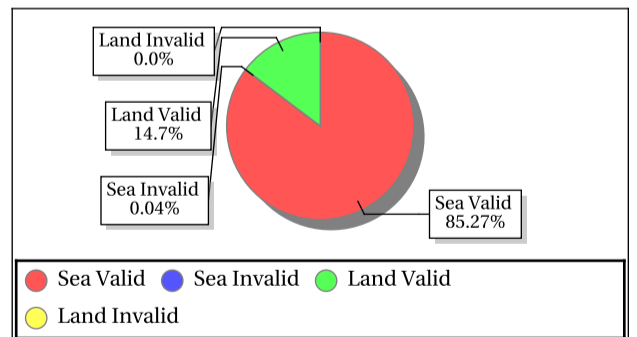 Land Invalid
0.0%
Land Valid
14.7%
Sea Invalid
0.04%
Sea Valid
85.27%
Sea Valid
Sea Invalid
Land Valid
Land Invalid